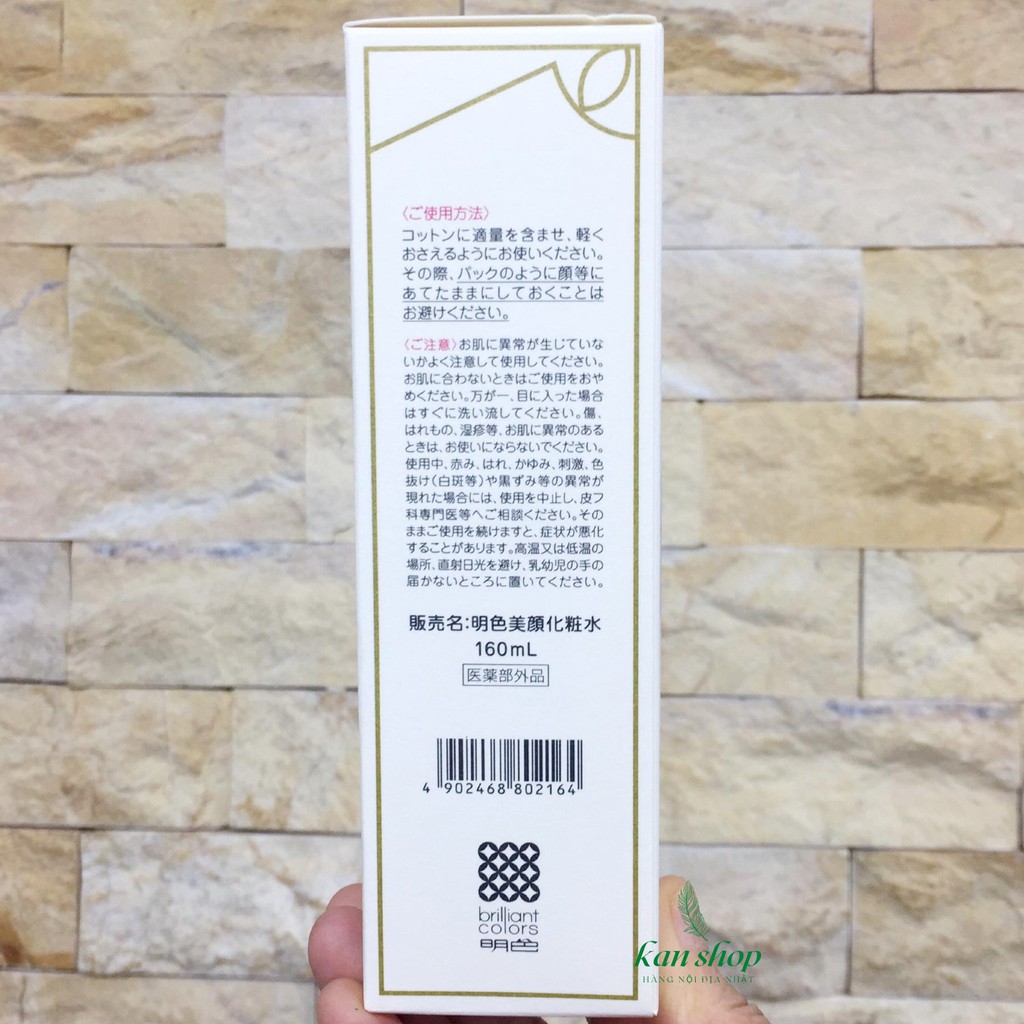 〈ご使用方法〉
コットンに適量を含ませ、軽く
おさえるようにお使いください。
その際、パックのように顔等に
あてたままにしておくことは
お避けください。
〈ご注意〉お肌に異常が生じていな
いかよく注意して使用してください。
お肌に合わないときはご使用をおや
めください。万が一、目に入った場合
はすぐに洗い流してください。傷、
はれもの、湿疹等、お肌に異常のある
ときは、お使いにならないでください。
使用中、赤み、はれ、かゆみ、刺激、色
抜け(白斑等)や黒ずみ等の異常が
現れた場合には、使用を中止し、皮フ
科専門医等へご相談ください。その
ままご使用を続けますと、症状が悪化
することがあります。高温又は低温の
場所、直射日光を避け、乳幼児の手の
届かないところに置いてください。
販売名:明色美顔化粧水
160mL
医薬部外品
4 902468 802164
brilliant
colors
明色
kan shop
HÀNG NỘI ĐỊA NHẬT